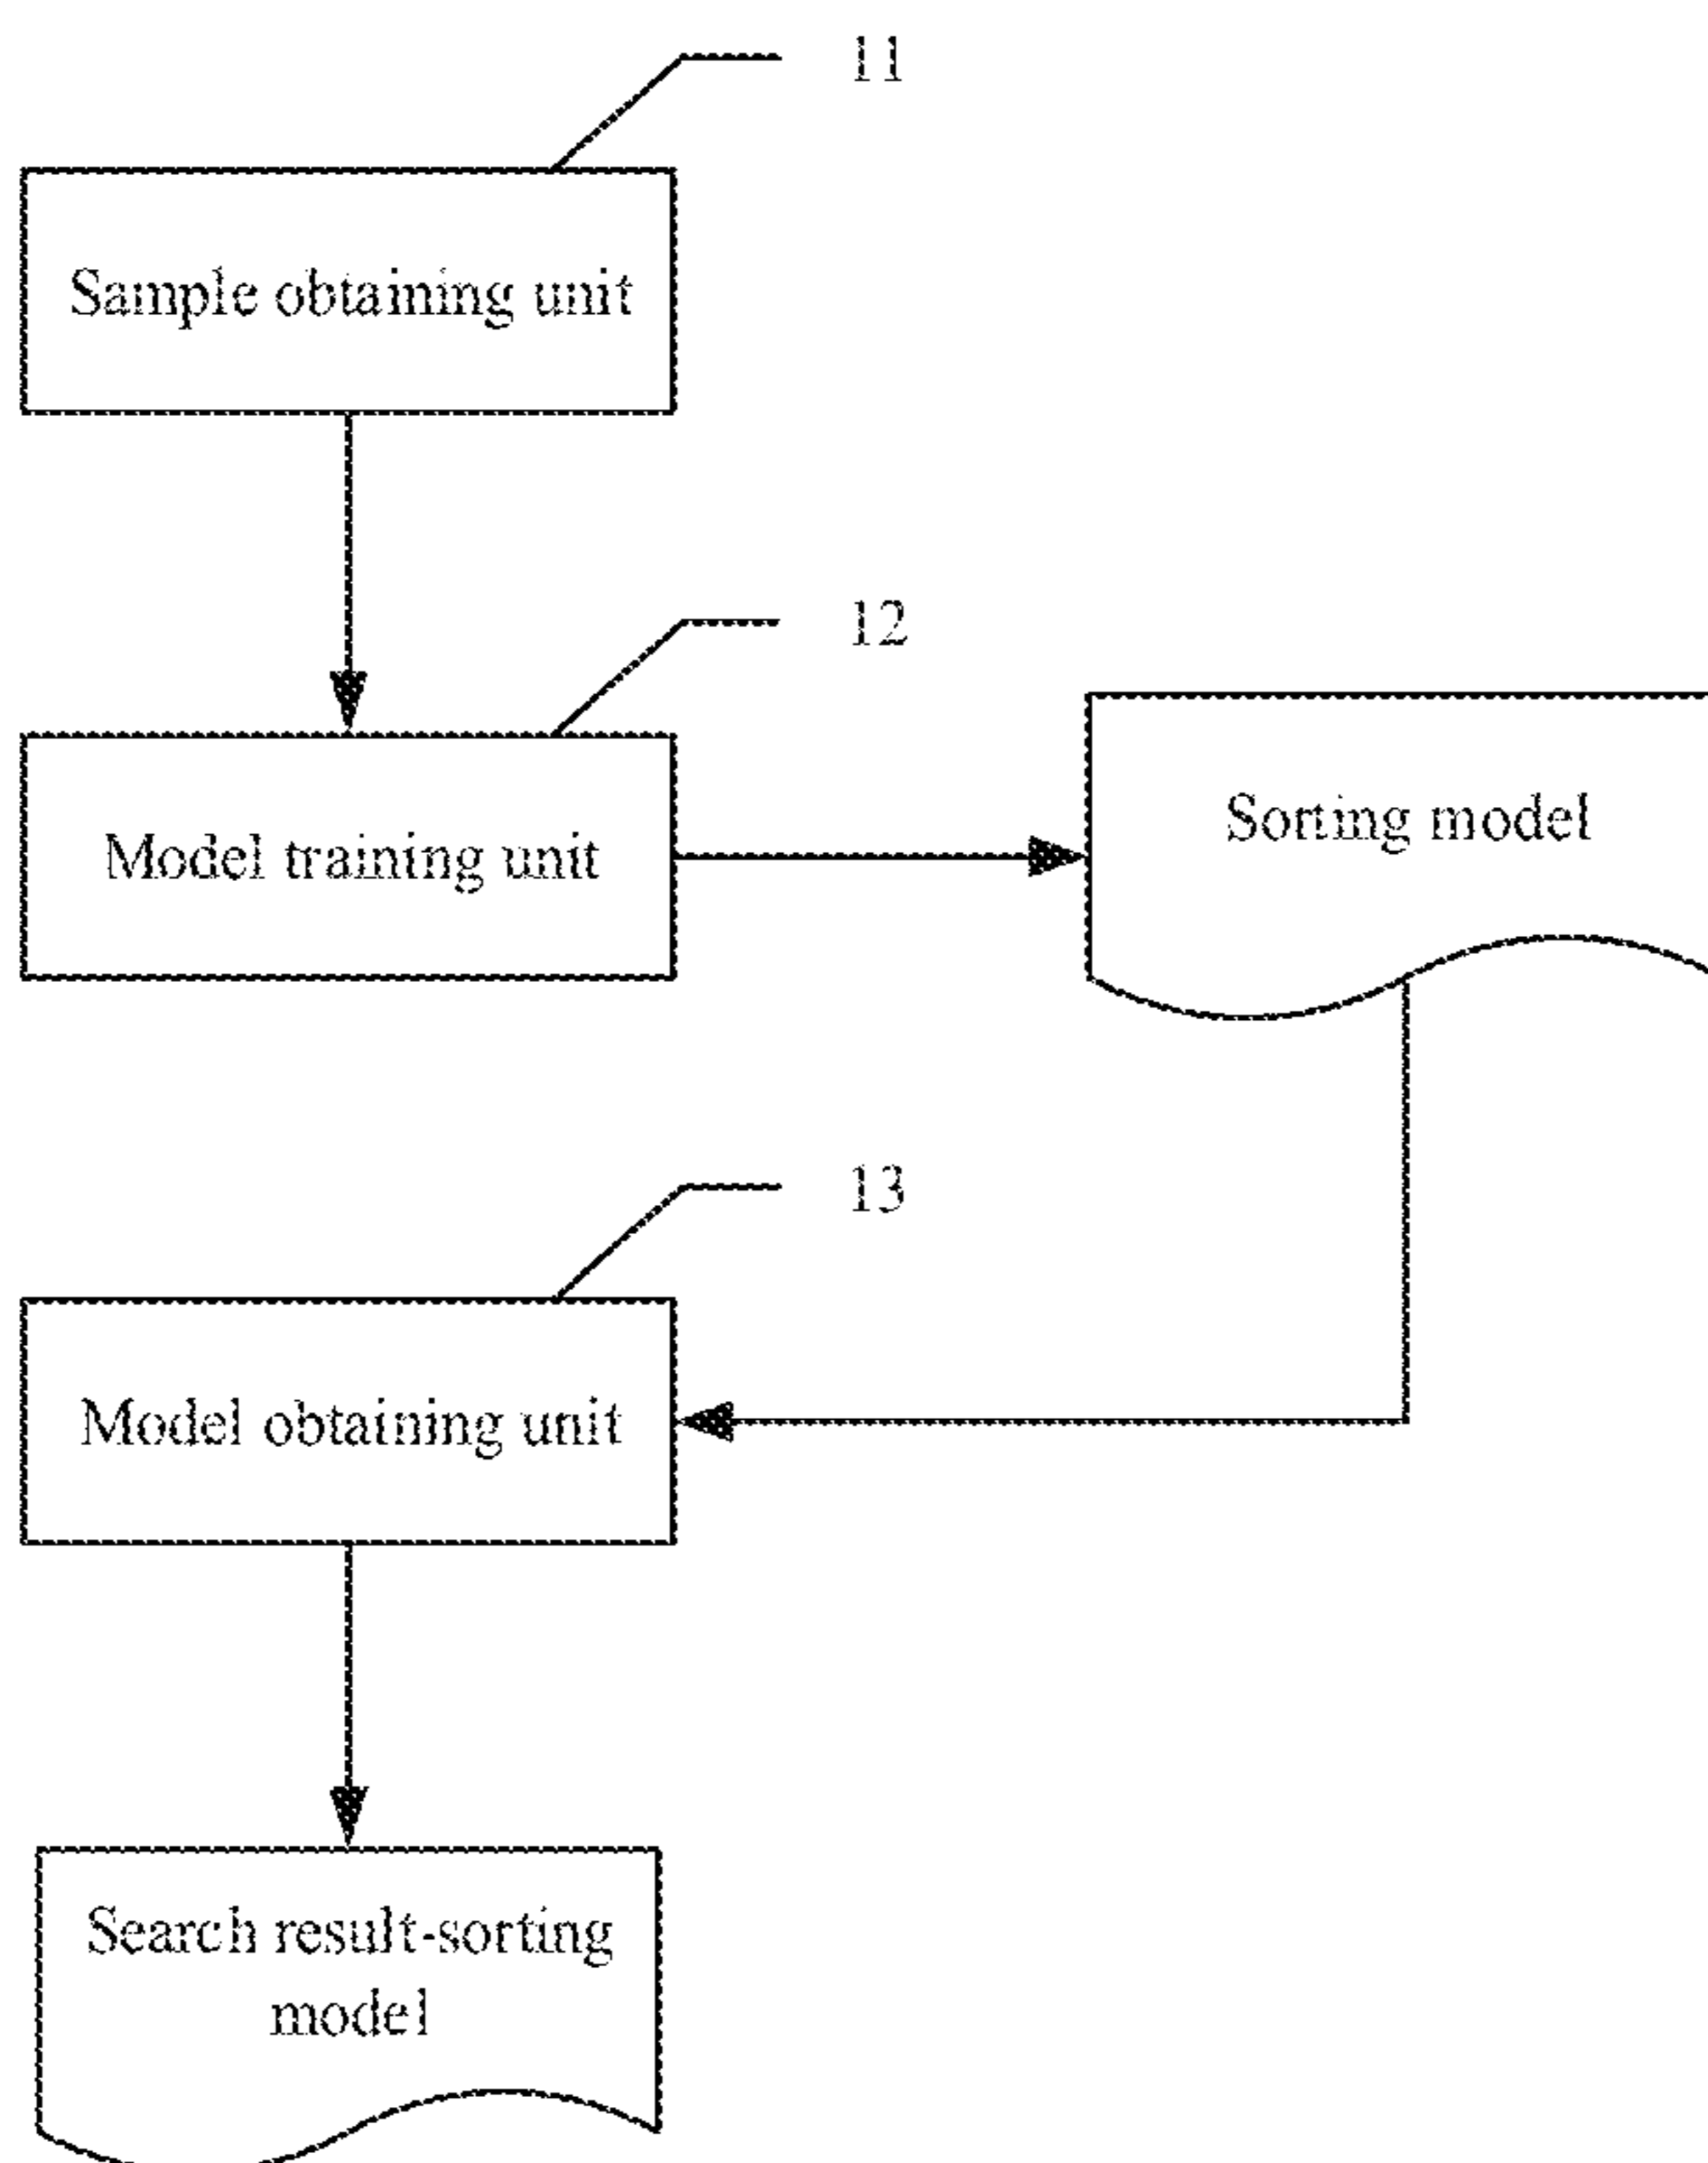 11
Sample obtaining unit
12
Model training unit
Sorting model
13
Model obtaining unit
Search result-sorting
model